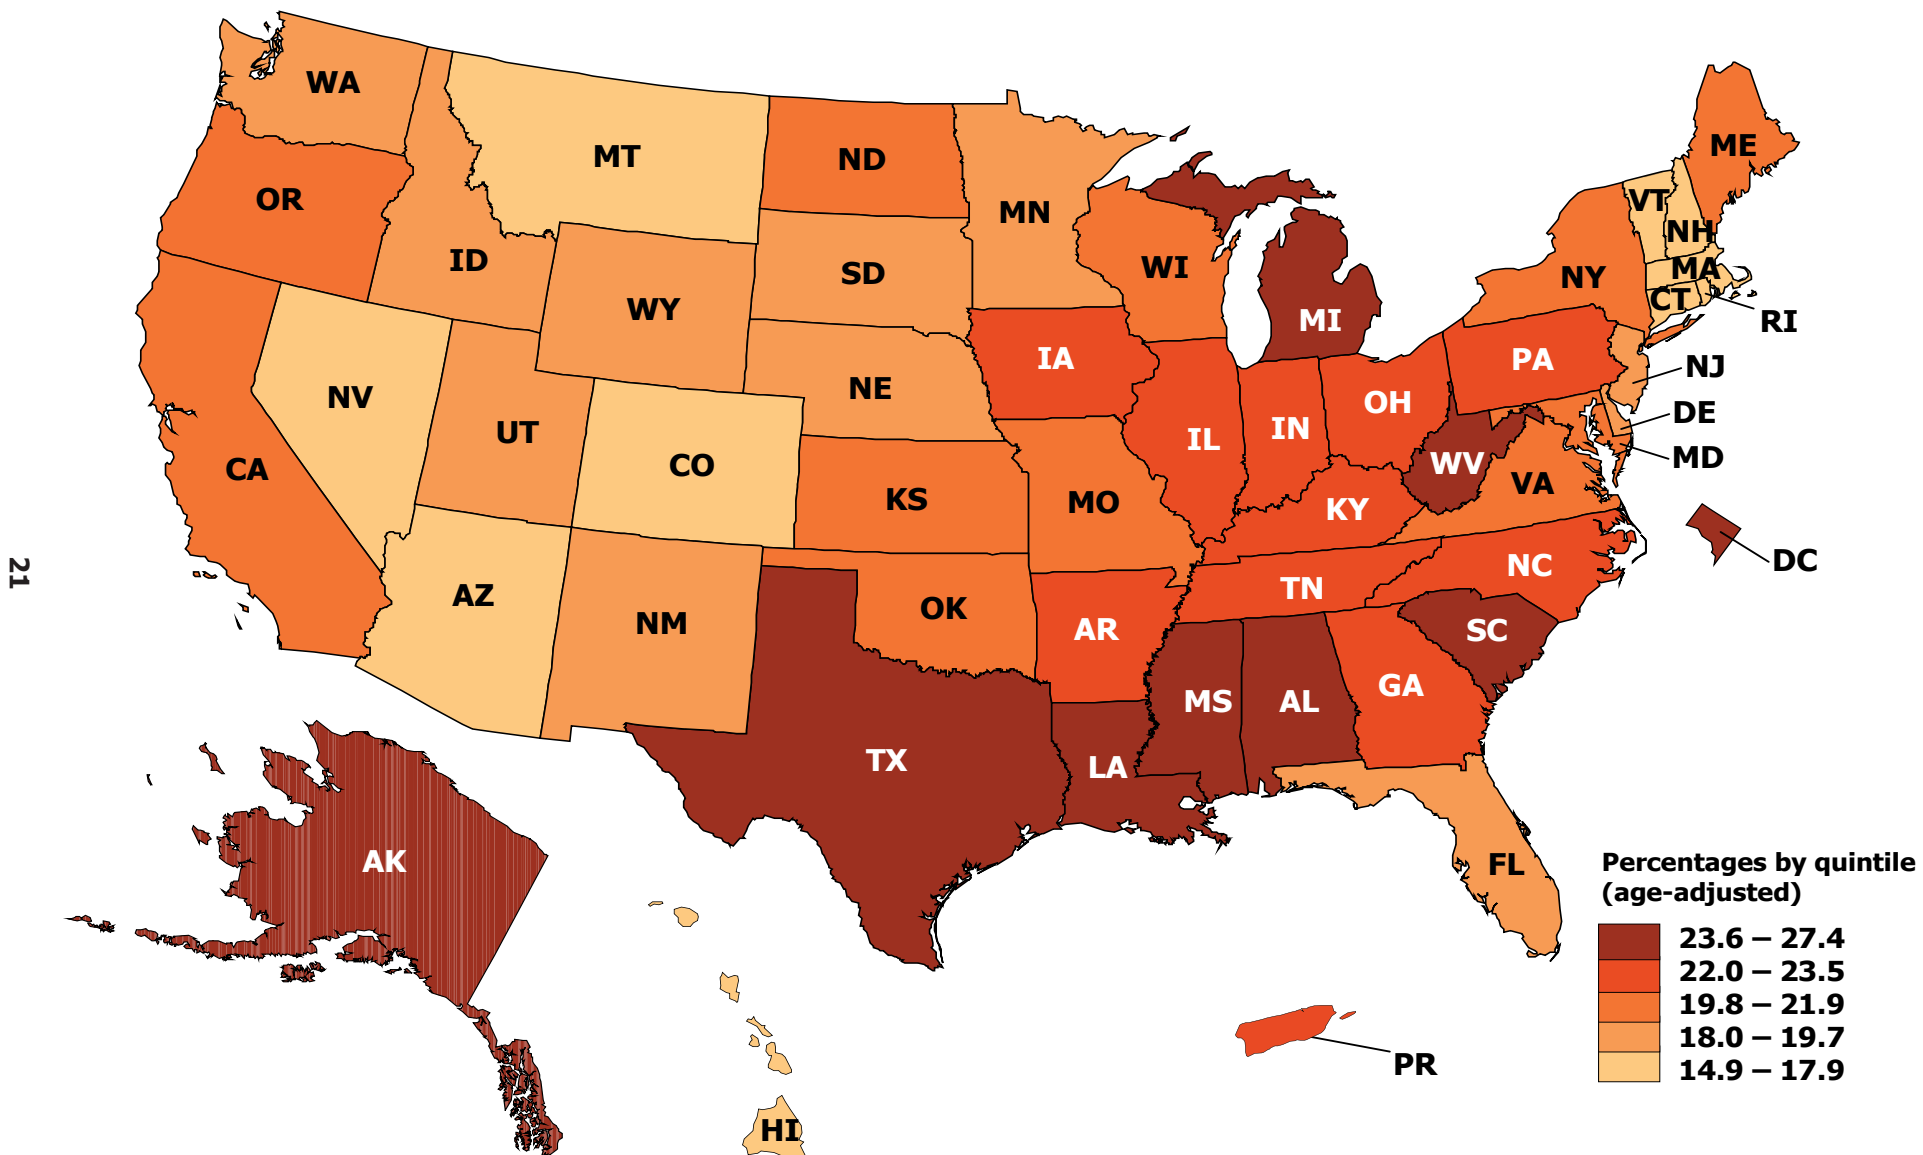 WA
MT
ND
ME
OR
MN
VT
NH
ID
SD
WI
MA
WY
NY
CT
MI
RI
IA
PA
NJ
NV
NE
OH
DE
UT
IL
IN
CO
WV
MD
CA
KS
MO
VA
KY
21
DC
AZ
NC
TN
OK
NM
AR
SC
GA
MS
AL
TX
LA
AK
FL
Percentages by quintile
(age-adjusted)
23.6 – 27.4
22.0 – 23.5
19.8 – 21.9
18.0 – 19.7
14.9 – 17.9
PR
HI